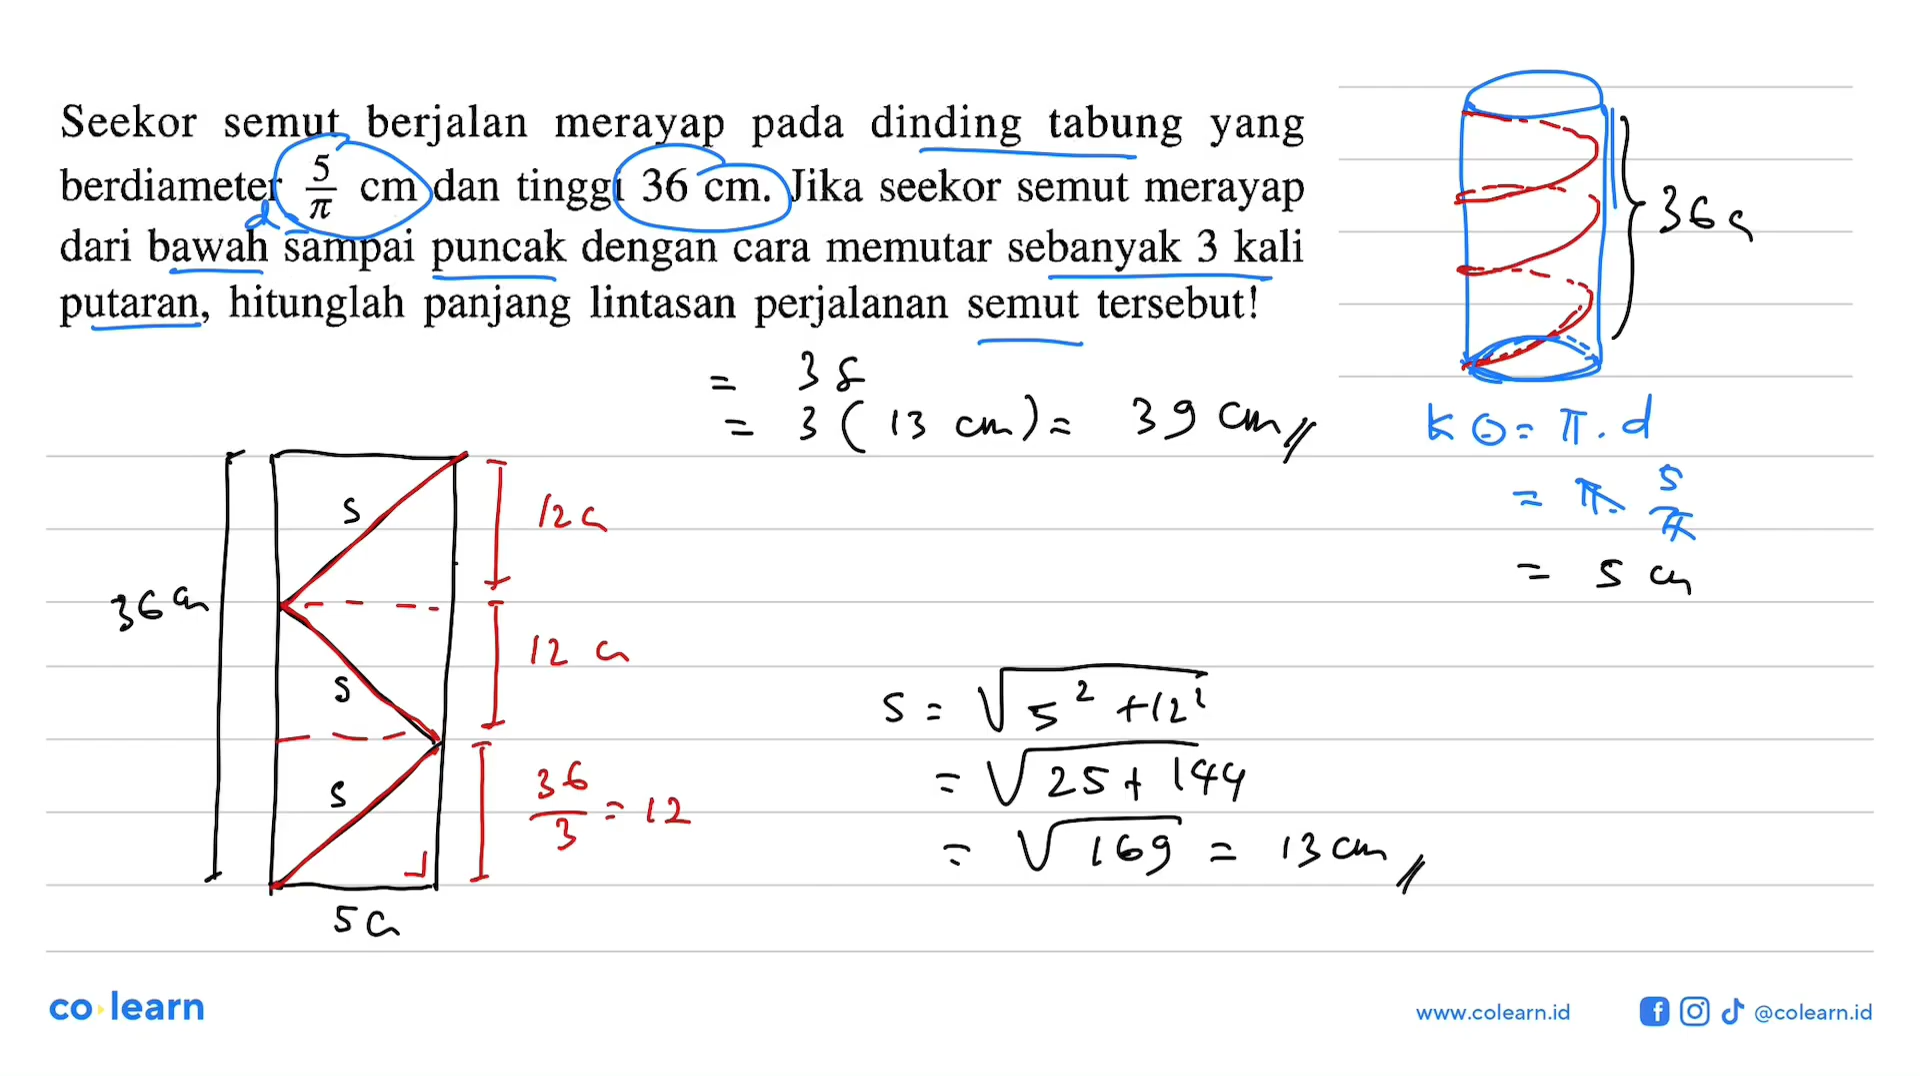 Seekor semut berjalan merayap pada dinding tabung yang
berdiameter 5/π cm dan tinggi 36 cm. Jika seekor semut merayap
dari bawah sampai puncak dengan cara memutar sebanyak 3 kali
putaran, hitunglah panjang lintasan perjalanan semut tersebut!
d
= 3 s
= 3 ( 13 cm ) = 39 cm //
36 c
K = π . d
= π . 5/π
= 5 cm
36 cm
s
12 c
s
12 c
s
36/3 = 12
5 c
s = √5² + 12²
= √25 + 144
= √169 = 13 cm //
co learn
www.colearn.id
@colearn.id